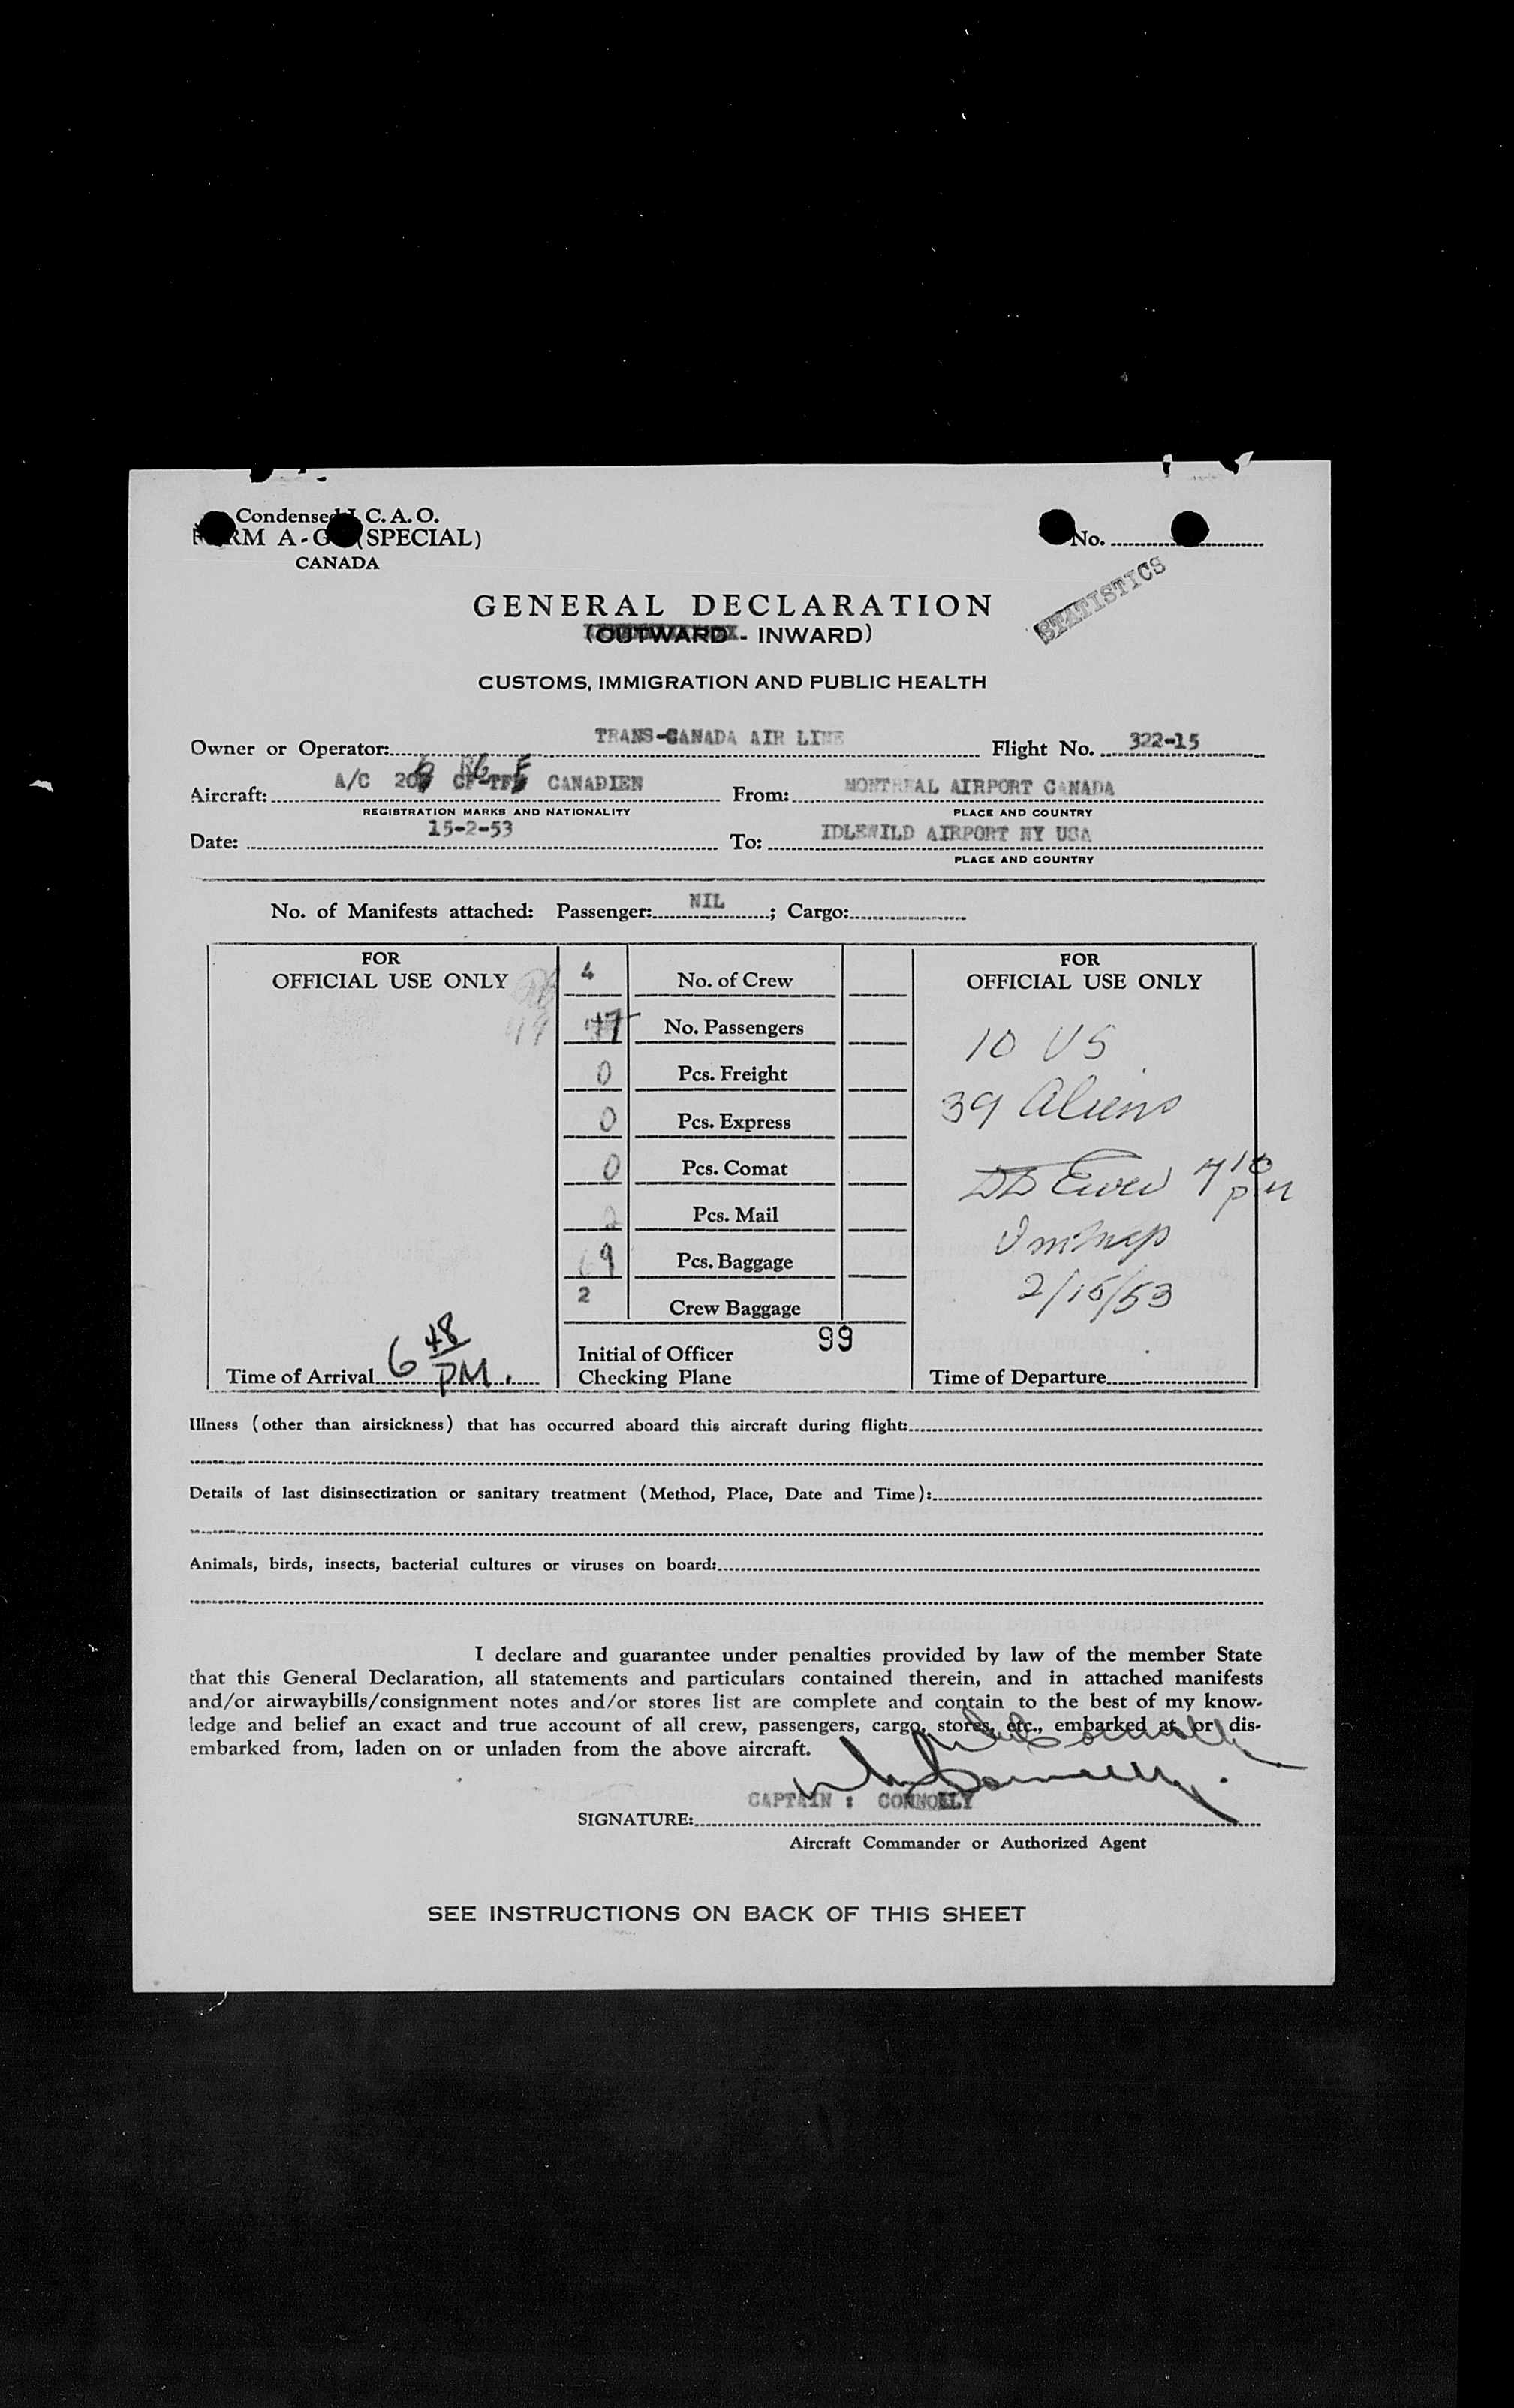 Condensed I. C. A. O.
FORM A-G (SPECIAL)
CANADA
No.
STATISTICS
GENERAL DECLARATION
(OUTWARD - INWARD)
CUSTOMS, IMMIGRATION AND PUBLIC HEALTH
Owner or Operator: TRANS-CANADA AIR LINE Flight No. 322-15
Aircraft: A/C CANADIEN From: MONTREAL AIRPORT CANADA
REGISTRATION MARKS AND NATIONALITY PLACE AND COUNTRY
Date: 15-2-53 To: IDLEWILD AIRPORT NY USA
PLACE AND COUNTRY
No. of Manifests attached: Passenger: NIL; Cargo:
FOR
OFFICIAL USE ONLY
4 No. of Crew
47 No. Passengers
0 Pcs. Freight
0 Pcs. Express
0 Pcs. Comat
2 Pcs. Mail
69 Pcs. Baggage
2 Crew Baggage
99
Initial of Officer
Checking Plane
Time of Arrival 6 48 PM.
FOR
OFFICIAL USE ONLY
10 US
39 Aliens
7 10 pm
2/15/53
Time of Departure
Illness (other than airsickness) that has occurred aboard this aircraft during flight:
Details of last disinsectization or sanitary treatment (Method, Place, Date and Time):
Animals, birds, insects, bacterial cultures or viruses on board:
I declare and guarantee under penalties provided by law of the member State
that this General Declaration, all statements and particulars contained therein, and in attached manifests
and/or airwaybills/consignment notes and/or stores list are complete and contain to the best of my know-
ledge and belief an exact and true account of all crew, passengers, cargo, stores, etc., embarked at or dis-
embarked from, laden on or unladen from the above aircraft.
CAPTAIN : CONNOLLY
SIGNATURE:
Aircraft Commander or Authorized Agent
SEE INSTRUCTIONS ON BACK OF THIS SHEET